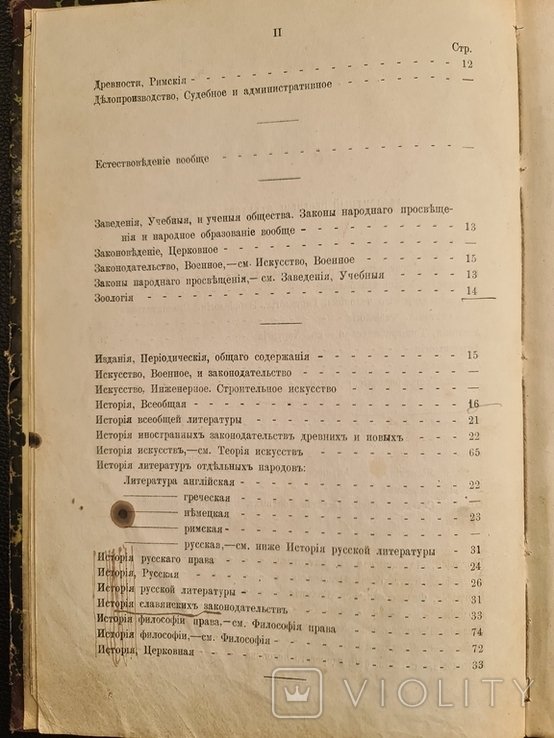 II
Стр.
Древности, Римскія - - - - - - - - - - - - - - - 12
Дѣлопроизводство, Судебное и административное - - - - - - —
Естествовѣденіе вообще - - - - - - - - - - - - —
Заведенія, Учебныя, и ученыя общества. Законы народнаго просвѣще-
нія и народное образованіе вообще - - - - - - - - 13
Законовѣденіе, Церковное - - - - - - - - - - - - —
Законодательство, Военное,—см. Искусство, Военное - - - - - 15
Законы народнаго просвѣщенія,—см. Заведенія, Учебныя - - - - 13
Зоологія - - - - - - - - - - - - - - - - - 14
Изданія, Періодическія, общаго содержанія - - - - - - - - 15
Искусство, Военное, и законодательство - - - - - - - - —
Искусство. Инженерное. Строительное искусство - - - - - - —
Исторія, Всеобщая - - - - - - - - - - - - - - 16
Исторія всеобщей литературы - - - - - - - - - - - 21
Исторія иностранныхъ законодательствъ древнихъ и новыхъ - - - - 22
Исторія искусствъ,—см. Теорія искусствъ - - - - - - - - 65
Исторія литературъ отдѣльныхъ народовъ:
Литература англійская - - - - - - - - - - - 22
——— греческая - - - - - - - - - - - —
——— нѣмецкая - - - - - - - - - - - 23
——— римская - - - - - - - - - - - —
——— русская,—см. ниже Исторія русской литературы - 31
Исторія русскаго права - - - - - - - - - - - - 24
Исторія, Русская - - - - - - - - - - - - - - 26
Исторія русской литературы - - - - - - - - - - - 31
Исторія славянскихъ законодательствъ - - - - - - - - 33
Исторія философіи права,—см. Философія права - - - - - - 74
Исторія философіи,—см. Философія - - - - - - - - - 72
Исторія, Церковная - - - - - - - - - - - - - 33
VIOLITY